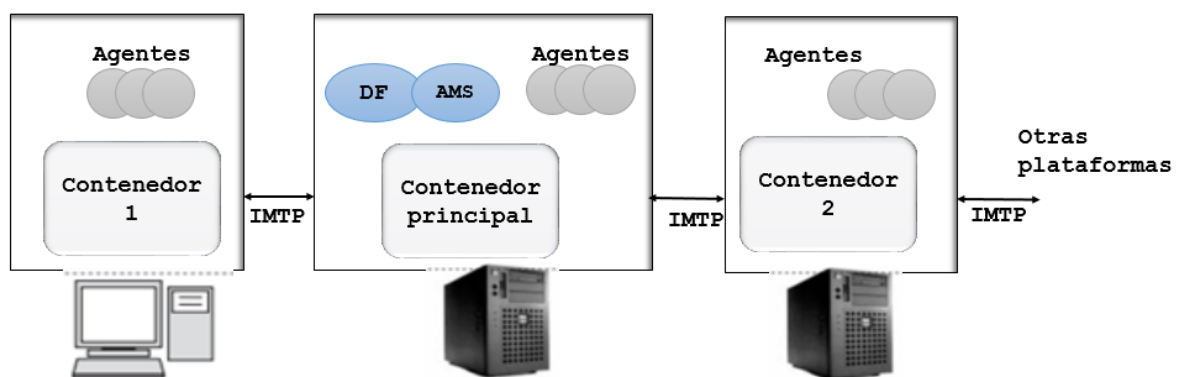 Agentes
Contenedor
1
IMTP
DF
AMS
Agentes
Contenedor
principal
IMTP
Agentes
Contenedor
2
IMTP
Otras
plataformas